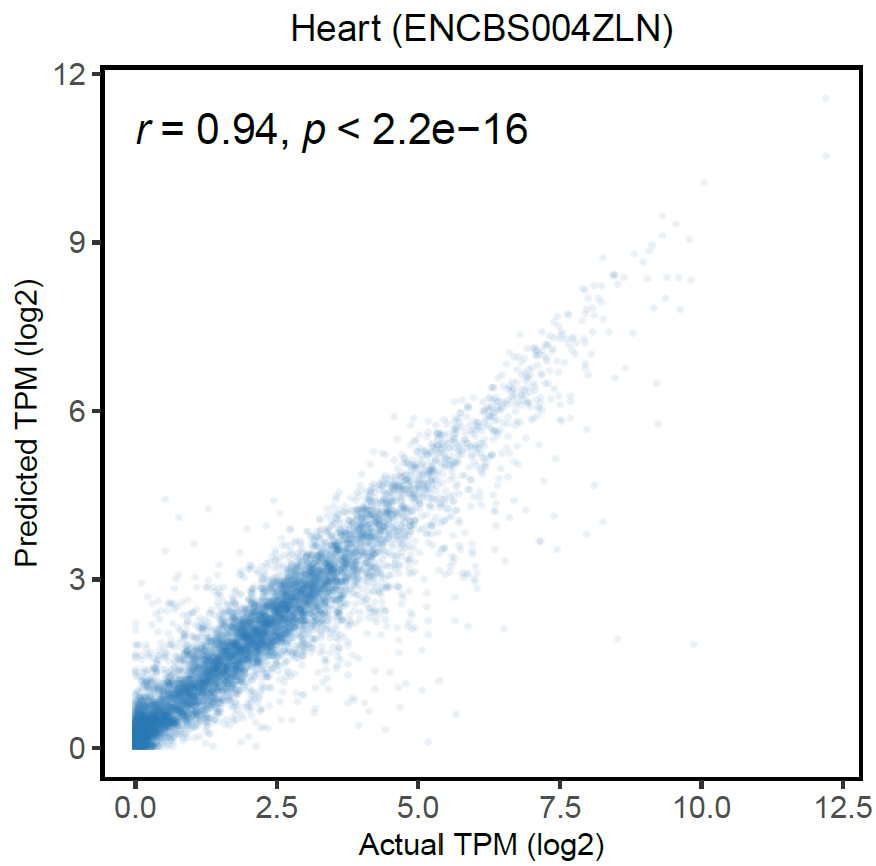 Heart (ENCBS004ZLN)
12
r = 0.94, p < 2.2e−16
9
6
3
0
Predicted TPM (log2)
0.0 2.5 5.0 7.5 10.0 12.5
Actual TPM (log2)